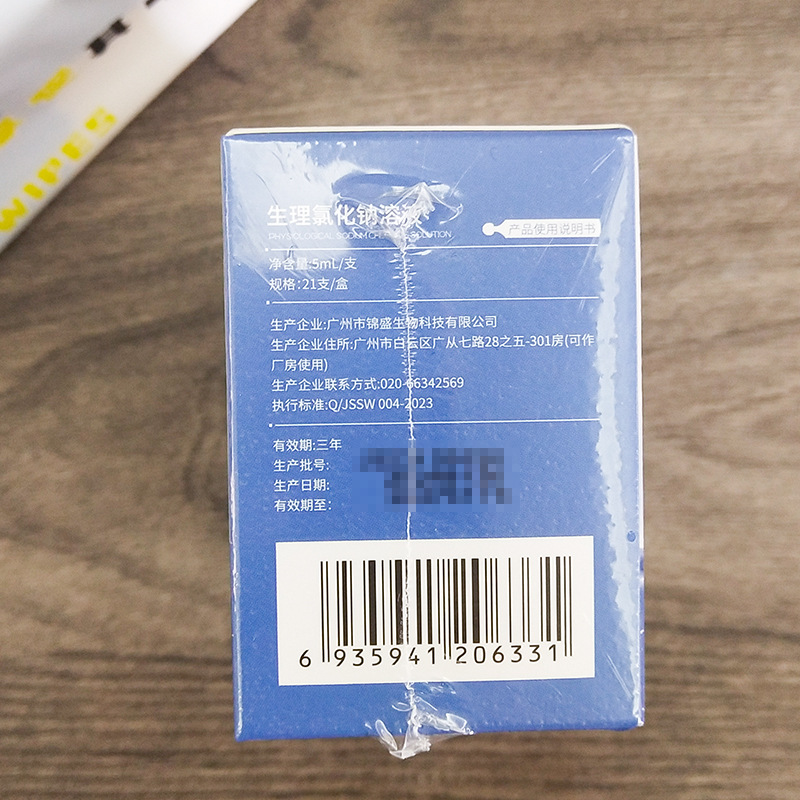 WIPES
生理氯化钠溶液
PHYSIOLOGICAL SODIUM CHLORIDE SOLUTION
产品使用说明书
净含量:5mL/支
规格:21支/盒
生产企业:广州市锦盛生物科技有限公司
生产企业住所:广州市白云区广从七路28之五-301房(可作
厂房使用)
生产企业联系方式:020-66342569
执行标准:Q/JSSW 004-2023
有效期:三年
生产批号:
生产日期:
有效期至:
6 935941 206331